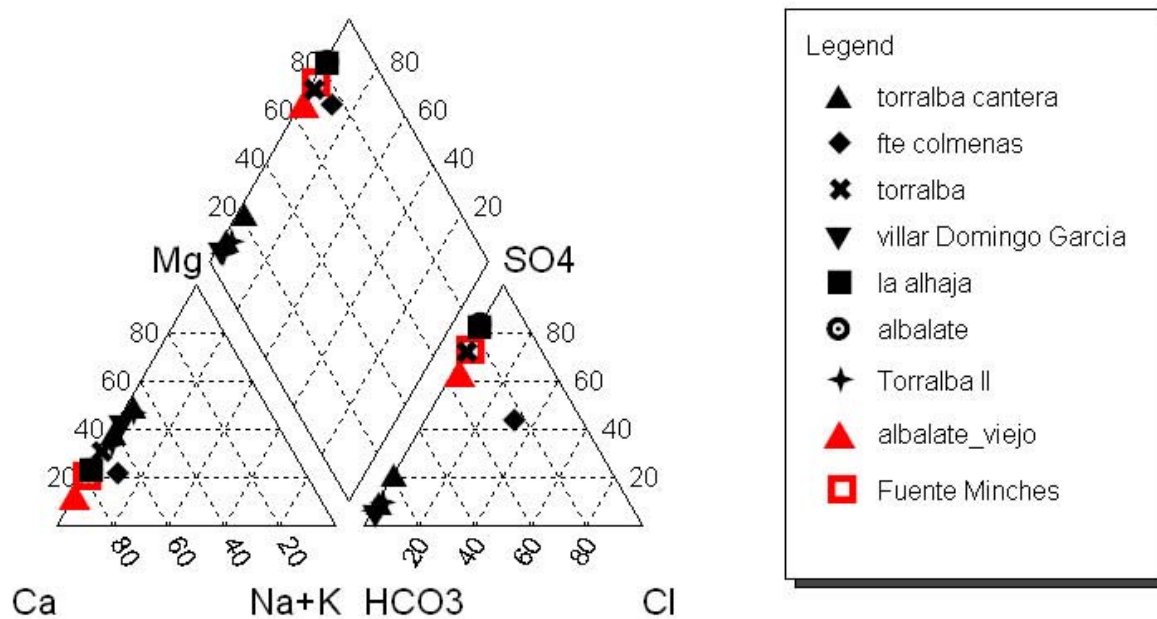 80 80
60 60
40 40
20 20
Mg SO4
80 80
60 60
40 40
20 20
80 60 40 20 20 40 60 80
Ca Na+K HCO3 Cl
Legend
torralba cantera
fte colmenas
torralba
villar Domingo Garcia
la alhaja
albalate
Torralba II
albalate_viejo
Fuente Minches